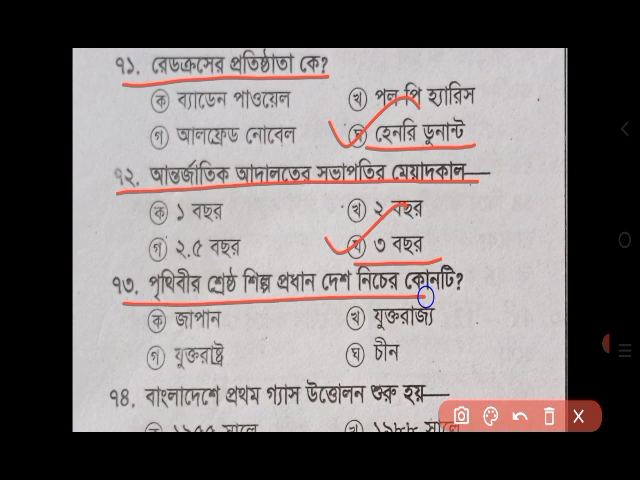 ৭১. রেডক্রসের প্রতিষ্ঠাতা কে?
ক ব্যাডেন পাওয়েল খ পল পি হ্যারিস
গ আলফ্রেড নোবেল ঘ হেনরি ডুনান্ট
৭২. আন্তর্জাতিক আদালতের সভাপতির মেয়াদকাল—
ক ১ বছর খ ২ বছর
গ ২.৫ বছর ঘ ৩ বছর
৭৩. পৃথিবীর শ্রেষ্ঠ শিল্প প্রধান দেশ নিচের কোনটি?
ক জাপান খ যুক্তরাজ্য
গ যুক্তরাষ্ট্র ঘ চীন
৭৪. বাংলাদেশে প্রথম গ্যাস উত্তোলন শুরু হয়—
সালে সালে